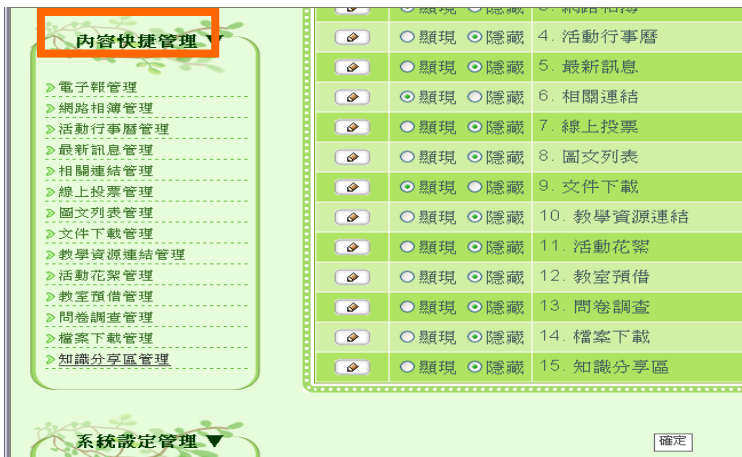 內容快捷管理 ▼
» 電子報管理
» 網路相簿管理
» 活動行事曆管理
» 最新訊息管理
» 相關連結管理
» 線上投票管理
» 圖文列表管理
» 文件下載管理
» 教學資源連結管理
» 活動花絮管理
» 教室預借管理
» 問卷調查管理
» 檔案下載管理
» 知識分享區管理
系統設定管理 ▼
顯現 隱藏 3. 網路相簿
顯現 隱藏 4. 活動行事曆
顯現 隱藏 5. 最新訊息
顯現 隱藏 6. 相關連結
顯現 隱藏 7. 線上投票
顯現 隱藏 8. 圖文列表
顯現 隱藏 9. 文件下載
顯現 隱藏 10. 教學資源連結
顯現 隱藏 11. 活動花絮
顯現 隱藏 12. 教室預借
顯現 隱藏 13. 問卷調查
顯現 隱藏 14. 檔案下載
顯現 隱藏 15. 知識分享區
確定